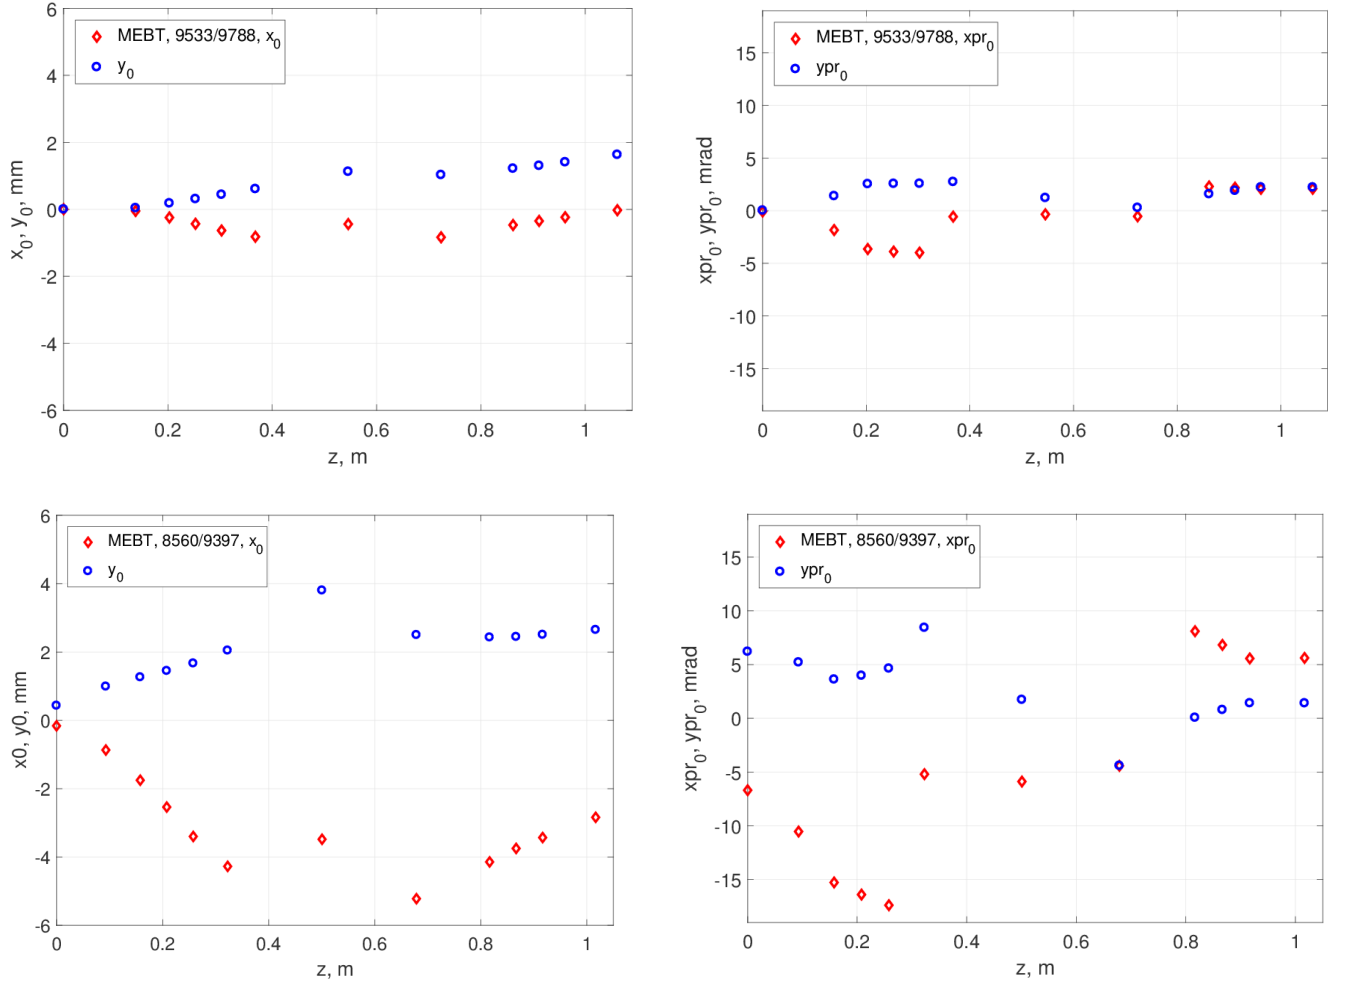 6
4
2
0
-2
-4
-6
x0, y0, mm
MEBT, 9533/9788, x0
y0
0 0.2 0.4 0.6 0.8 1
z, m
15
10
5
0
-5
-10
-15
xpr0, ypr0, mrad
MEBT, 9533/9788, xpr0
ypr0
0 0.2 0.4 0.6 0.8 1
z, m
6
4
2
0
-2
-4
-6
x0, y0, mm
MEBT, 8560/9397, x0
y0
0 0.2 0.4 0.6 0.8 1
z, m
15
10
5
0
-5
-10
-15
xpr0, ypr0, mrad
MEBT, 8560/9397, xpr0
ypr0
0 0.2 0.4 0.6 0.8 1
z, m